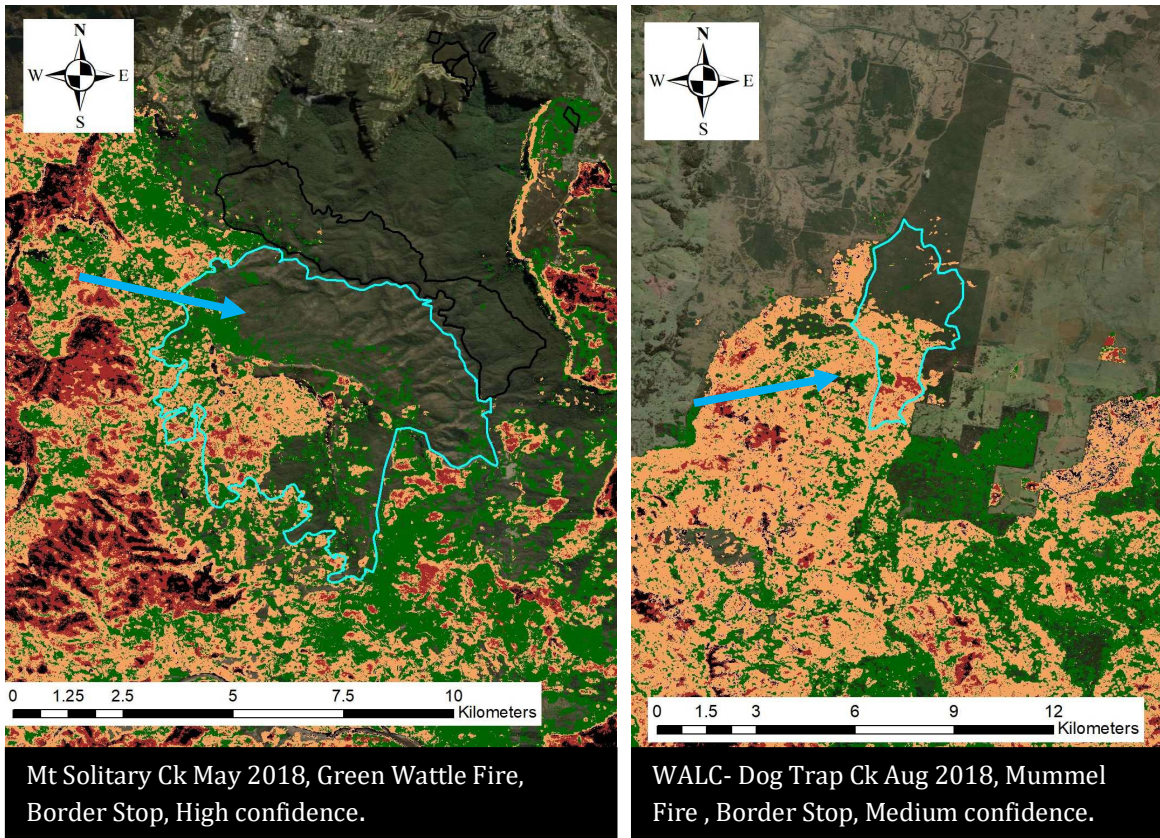 N
W E
S
0 1.25 2.5 5 7.5 10
Kilometers
Mt Solitary Ck May 2018, Green Wattle Fire,
Border Stop, High confidence.
N
W E
S
0 1.5 3 6 9 12
Kilometers
WALC- Dog Trap Ck Aug 2018, Mummel
Fire , Border Stop, Medium confidence.